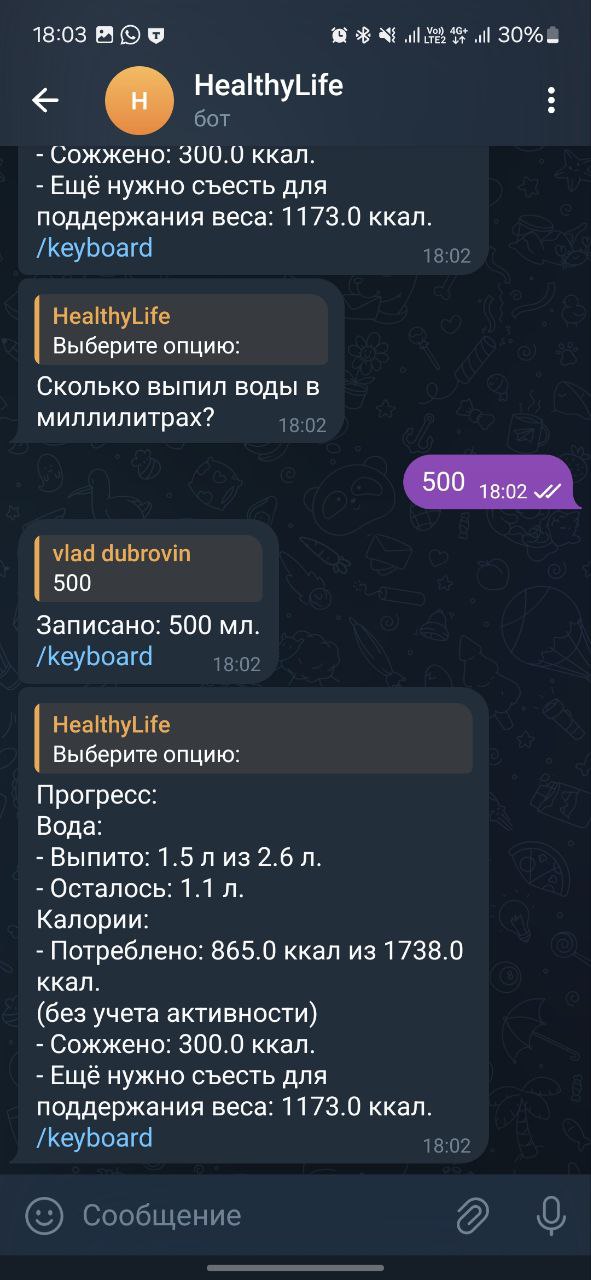 18:03
Vo)) LTE2 4G+ 30%
H
HealthyLife
бот
- Сожжено: 300.0 ккал.
- Ещё нужно съесть для
поддержания веса: 1173.0 ккал.
/keyboard
18:02
HealthyLife
Выберите опцию:
Сколько выпил воды в
миллилитрах?
18:02
500 18:02
vlad dubrovin
500
Записано: 500 мл.
/keyboard
18:02
HealthyLife
Выберите опцию:
Прогресс:
Вода:
- Выпито: 1.5 л из 2.6 л.
- Осталось: 1.1 л.
Калории:
- Потреблено: 865.0 ккал из 1738.0
ккал.
(без учета активности)
- Сожжено: 300.0 ккал.
- Ещё нужно съесть для
поддержания веса: 1173.0 ккал.
/keyboard
18:02
Сообщение